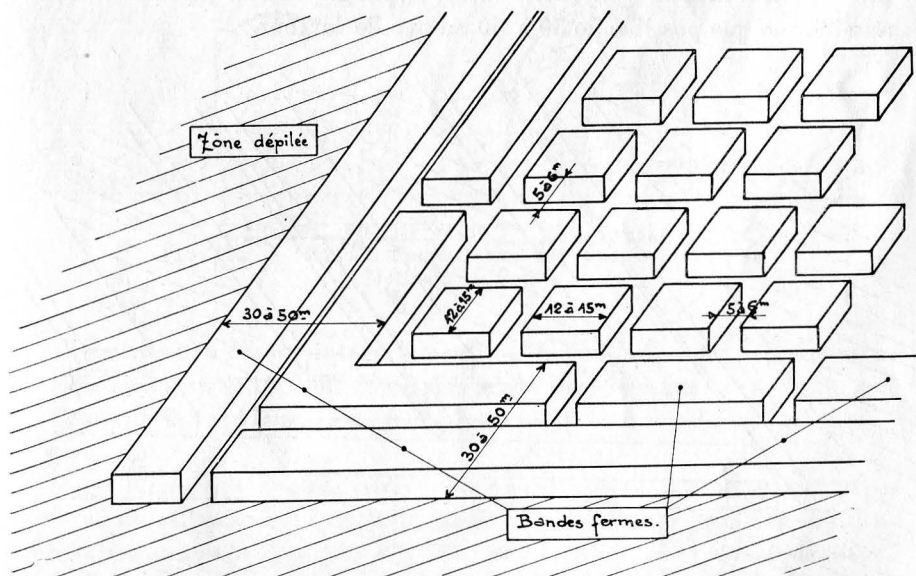 Zône dépilée
5 à 6m
30 à 50m
12 à 15m
12 à 15m
5 à 6m
30 à 50m
Bandes fermes.